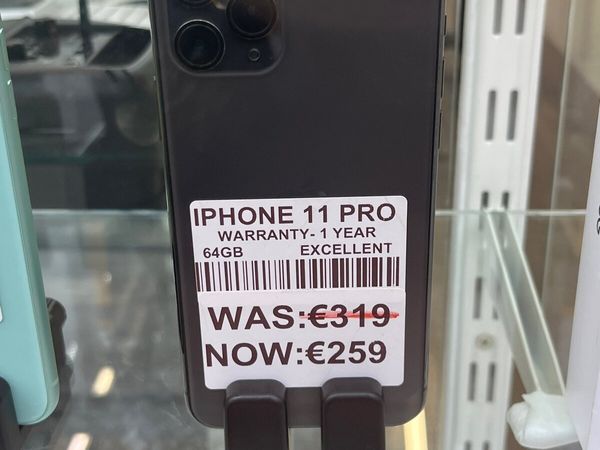 IPHONE 11 PRO
WARRANTY- 1 YEAR
64GB EXCELLENT
WAS:€319
NOW:€259